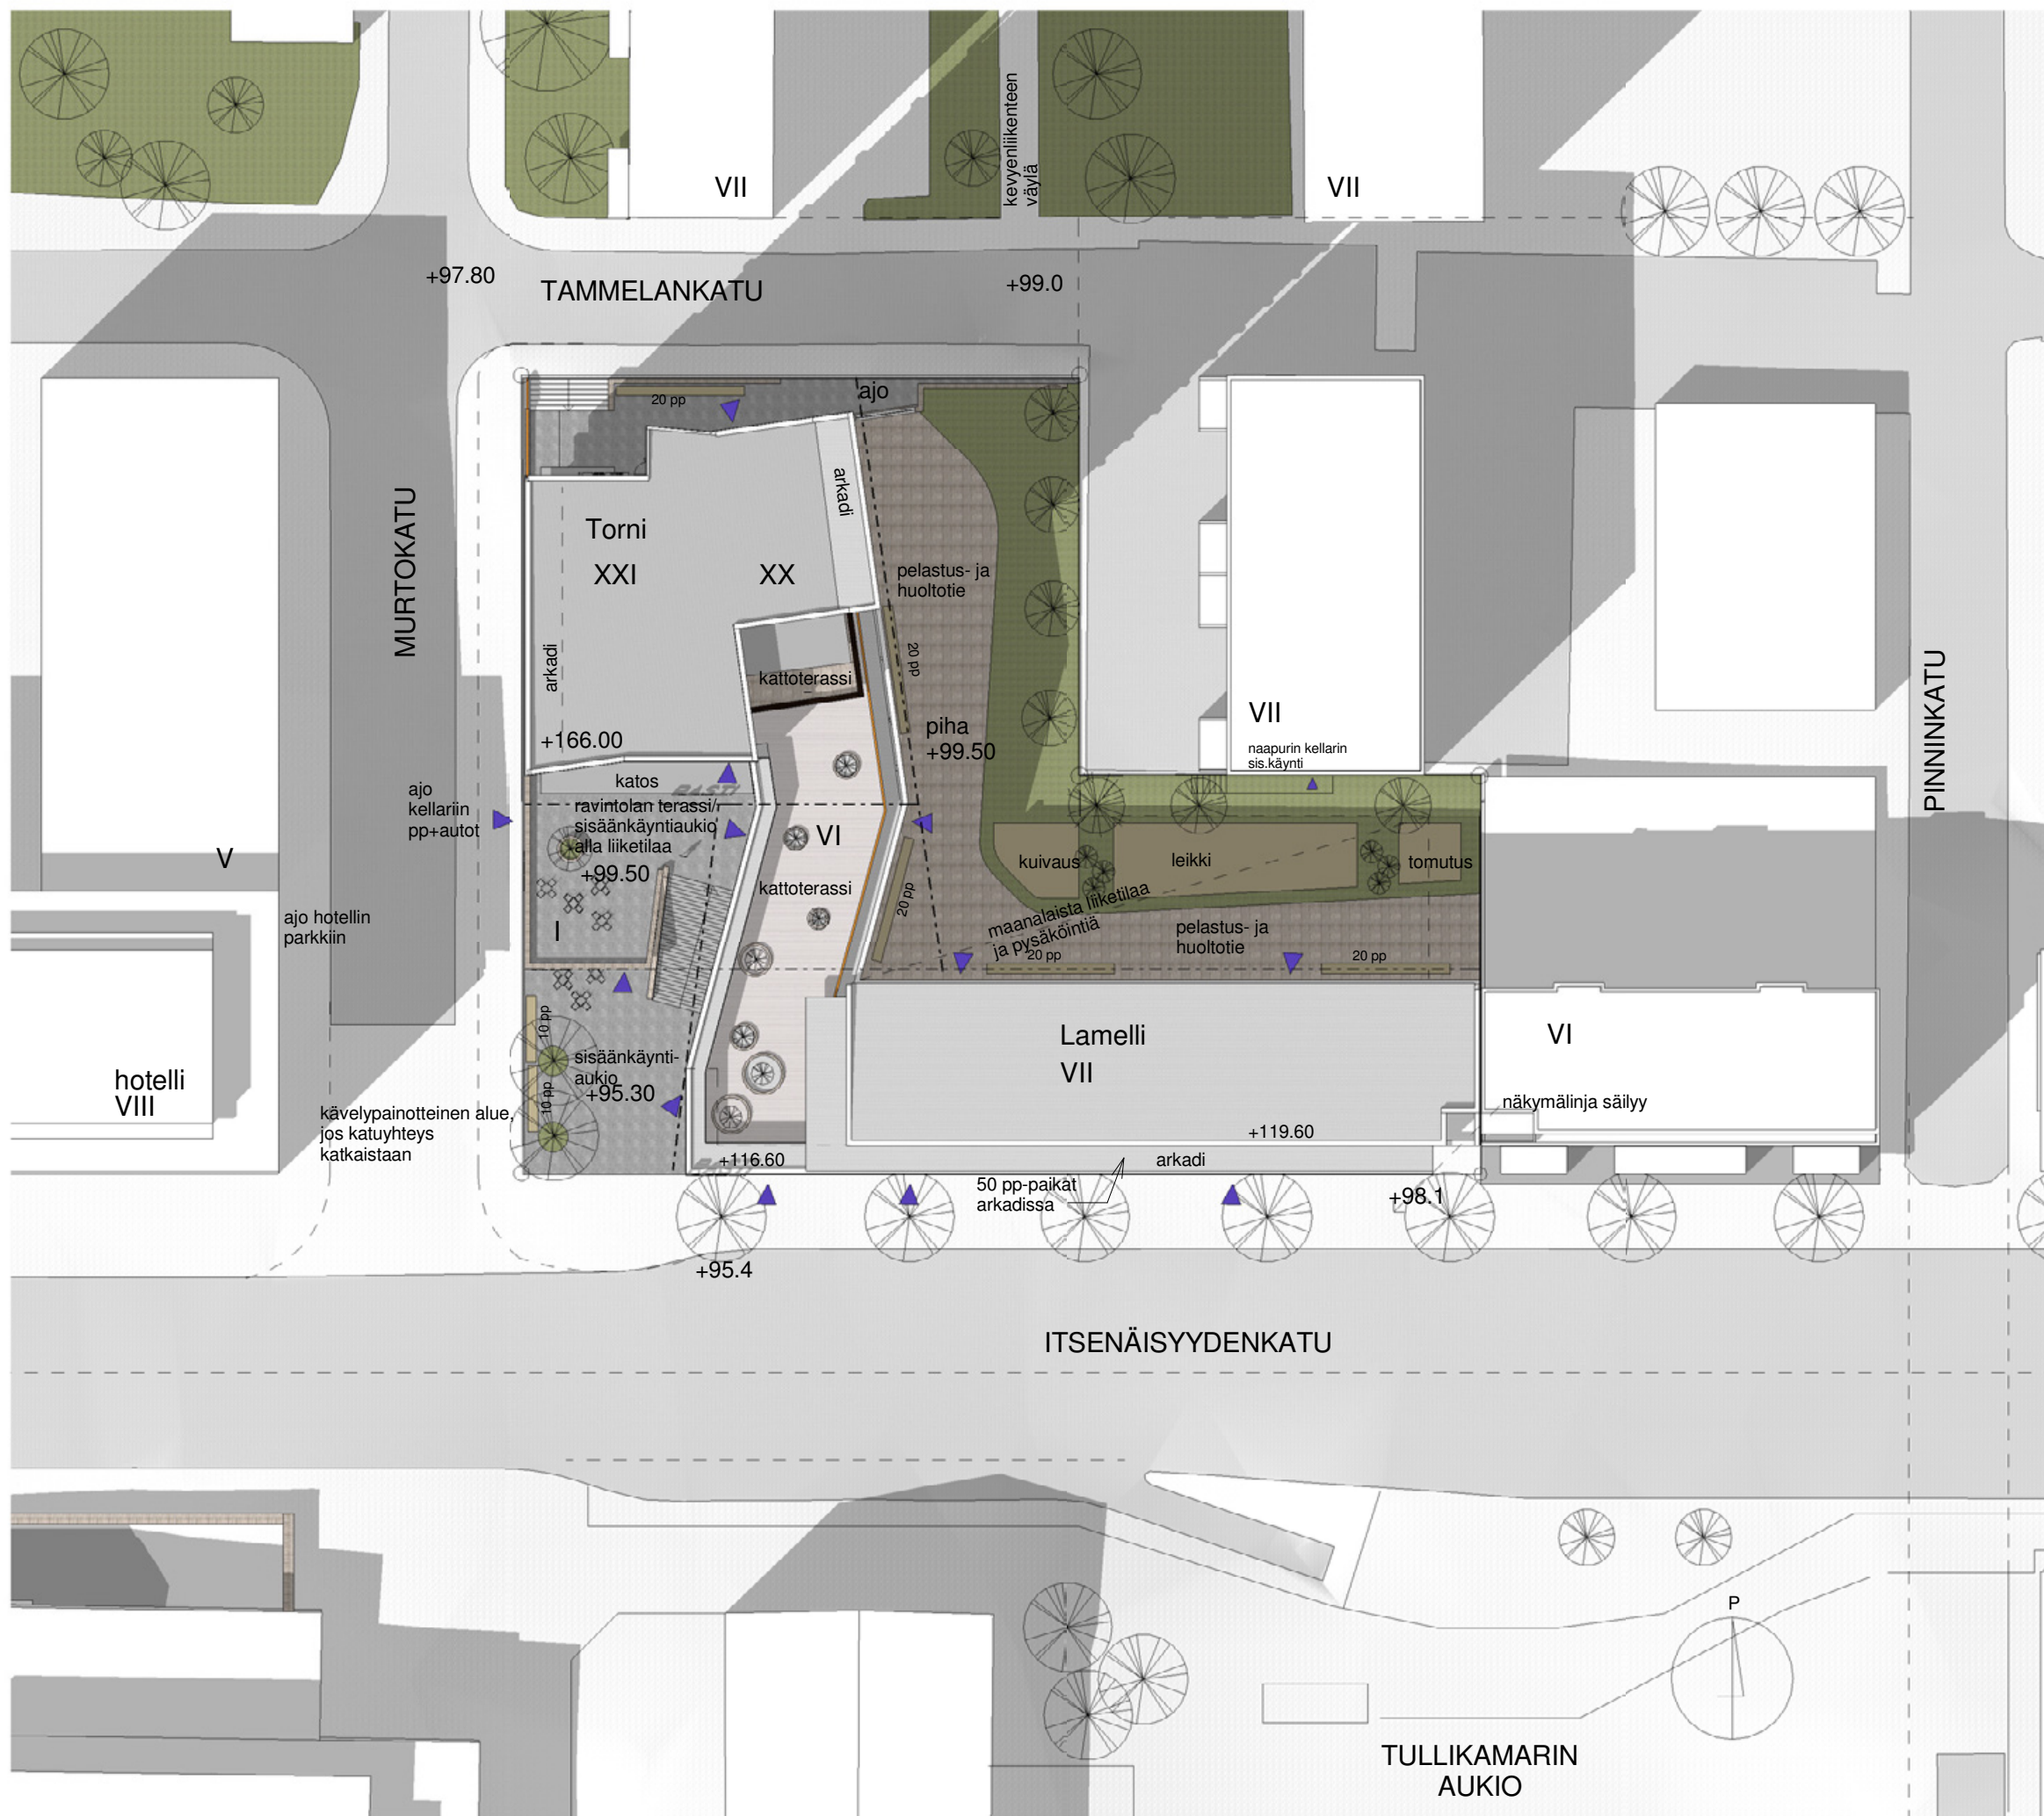 VII
kevyenliikenteen
väylä
VII
+97.80
TAMMELANKATU
+99.0
20 pp
ajo
arkadi
MURTOKATU
Torni
XXI
XX
pelastus- ja
huoltotie
arkadi
20 pp
kattoterassi
+166.00
piha
+99.50
VII
naapurin kellarin
sis.käynti
PINNINKATU
katos
ajo
kellariin
pp+autot
ravintolan terassi/
sisäänkäyntiaukio
alla liiketilaa
+99.50
VI
kattoterassi
V
kuivaus
leikki
tomutus
20 pp
maanalaista liiketilaa
ja pysäköintiä
ajo hotellin
parkkiin
I
pelastus- ja
huoltotie
20 pp
20 pp
10 pp
Lamelli
VII
VI
sisäänkäynti-
aukio
+95.30
10 pp
hotelli
VIII
kävelypainotteinen alue,
jos katuyhteys
katkaistaan
näkymälinja säilyy
+119.60
+116.60
arkadi
50 pp-paikat
arkadissa
+98.1
+95.4
ITSENÄISYYDENKATU
P
TULLIKAMARIN
AUKIO